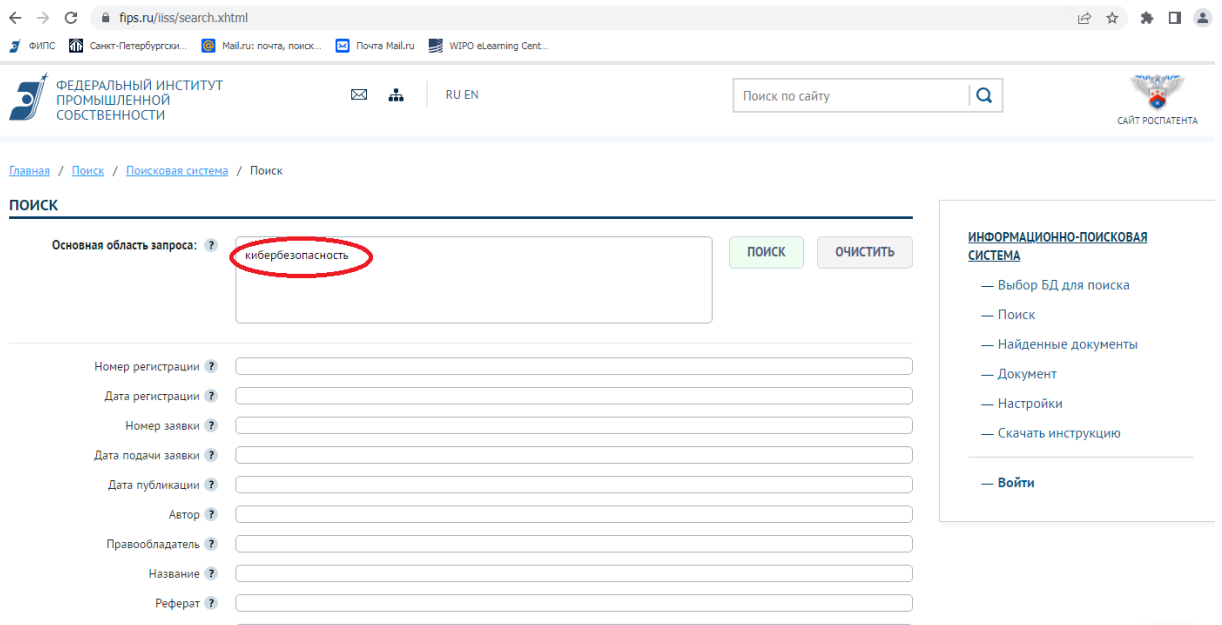 fips.ru/iiss/search.xhtml
ФИПС Санкт-Петербургски... Mail.ru: почта, поиск... Почта Mail.ru WIPO eLearning Cent...
ФЕДЕРАЛЬНЫЙ ИНСТИТУТ
ПРОМЫШЛЕННОЙ
СОБСТВЕННОСТИ
RU EN
Поиск по сайту
САЙТ РОСПАТЕНТА
Главная / Поиск / Поисковая система / Поиск
ПОИСК
Основная область запроса: ?
кибербезопасность
ПОИСК
ОЧИСТИТЬ
Номер регистрации ?
Дата регистрации ?
Номер заявки ?
Дата подачи заявки ?
Дата публикации ?
Автор ?
Правообладатель ?
Название ?
Реферат ?
ИНФОРМАЦИОННО-ПОИСКОВАЯ
СИСТЕМА
— Выбор БД для поиска
— Поиск
— Найденные документы
— Документ
— Настройки
— Скачать инструкцию
— Войти